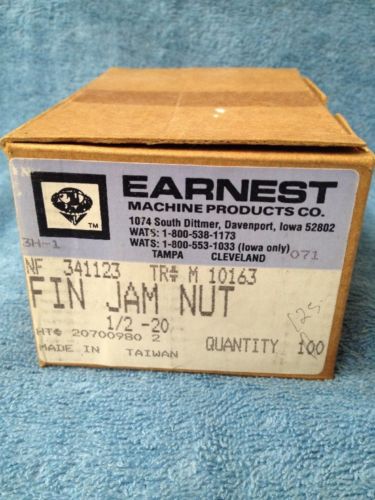 EARNEST
MACHINE PRODUCTS CO.
1074 South Dittmer, Davenport, Iowa 52802
WATS: 1-800-538-1173
WATS: 1-800-553-1033 (Iowa only)
TAMPA CLEVELAND
071
TM
3H-1
NF 341123 TR# M 10163
FIN JAM NUT
1/2 -20
125
HT# 20700980 2
QUANTITY 100
MADE IN TAIWAN